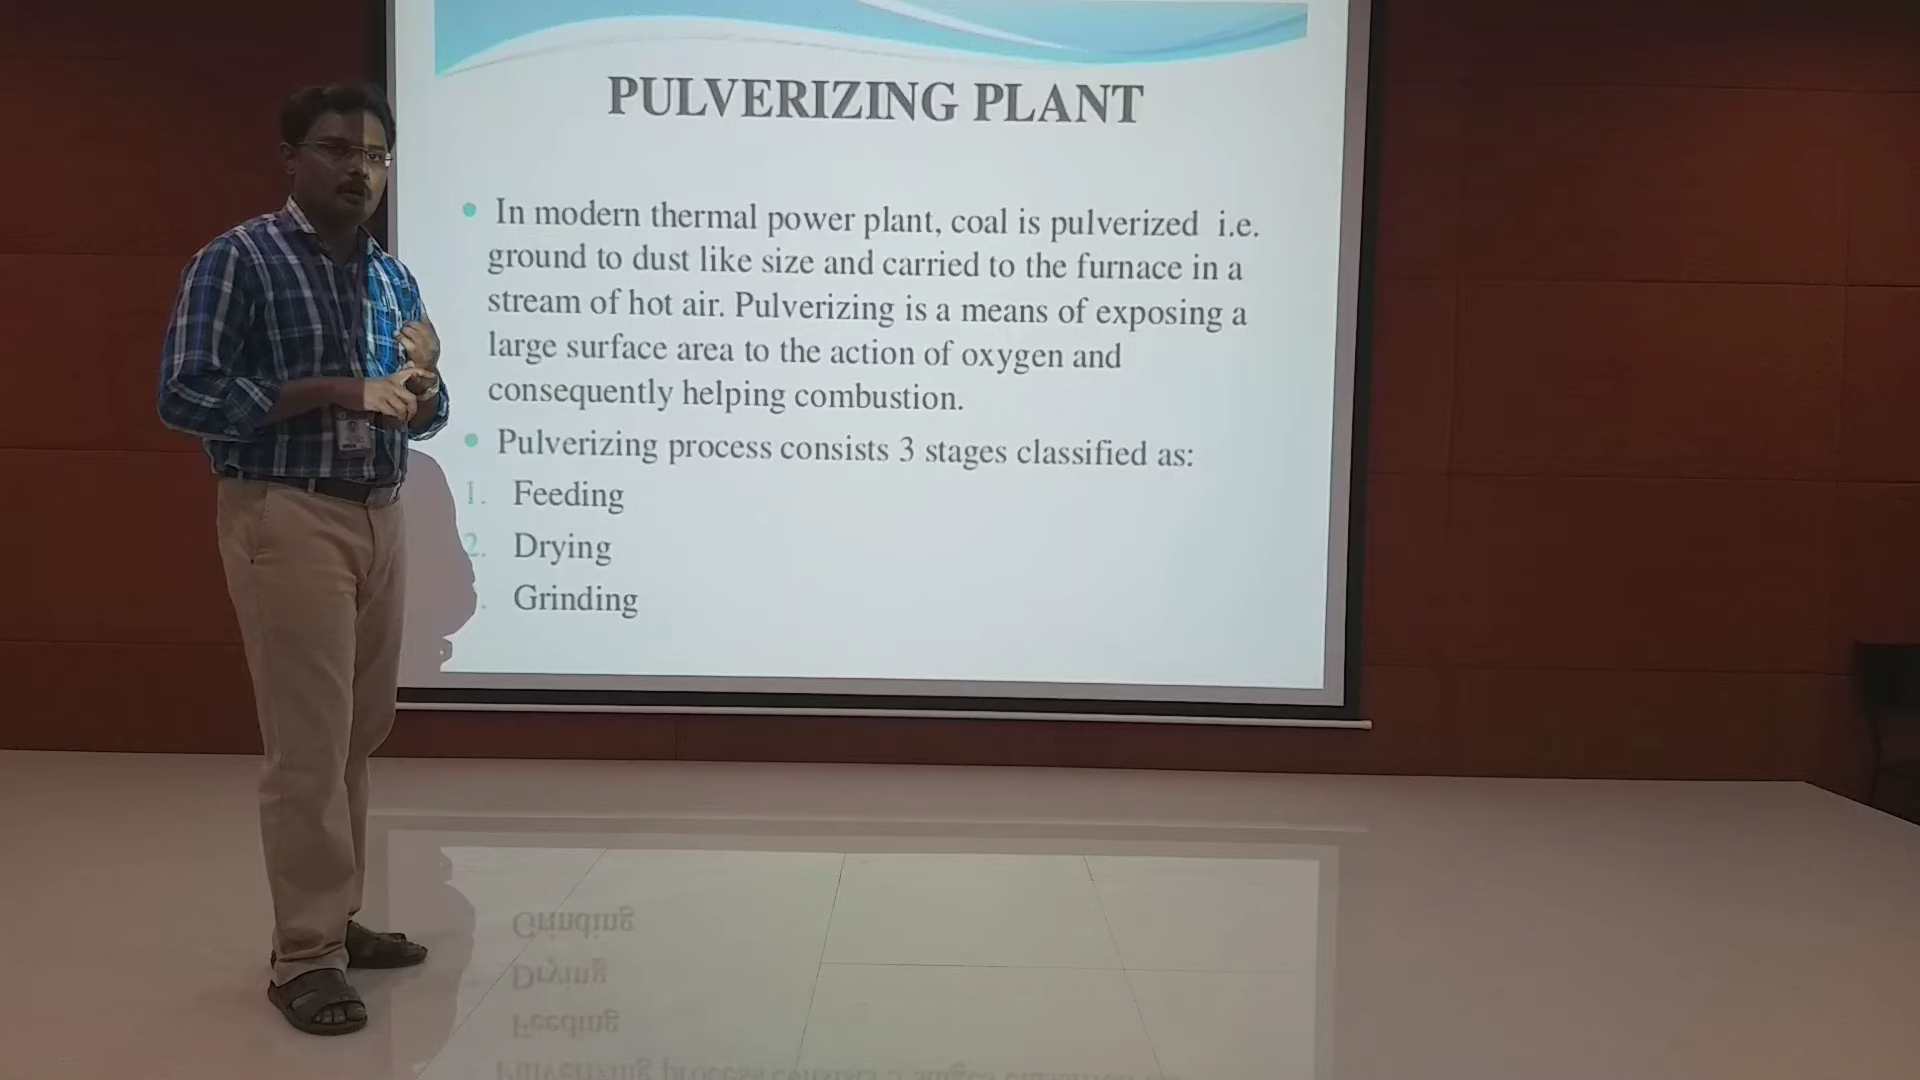 PULVERIZING PLANT
• In modern thermal power plant, coal is pulverized i.e.
ground to dust like size and carried to the furnace in a
stream of hot air. Pulverizing is a means of exposing a
large surface area to the action of oxygen and
consequently helping combustion.
• Pulverizing process consists 3 stages classified as:
1. Feeding
2. Drying
. Grinding